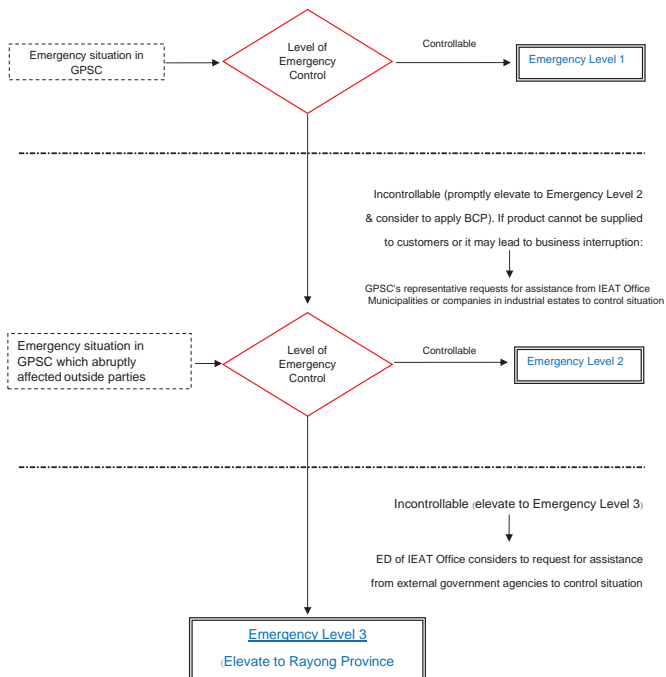 Emergency situation in
GPSC
Level of
Emergency
Control
Controllable
Emergency Level 1
Incontrollable (promptly elevate to Emergency Level 2
& consider to apply BCP). If product cannot be supplied
to customers or it may lead to business interruption:
GPSC's representative requests for assistance from IEAT Office
Municipalities or companies in industrial estates to control situation
Emergency situation in
GPSC which abruptly
affected outside parties
Level of
Emergency
Control
Controllable
Emergency Level 2
Incontrollable (elevate to Emergency Level 3)
ED of IEAT Office considers to request for assistance
from external government agencies to control situation
Emergency Level 3
(Elevate to Rayong Province